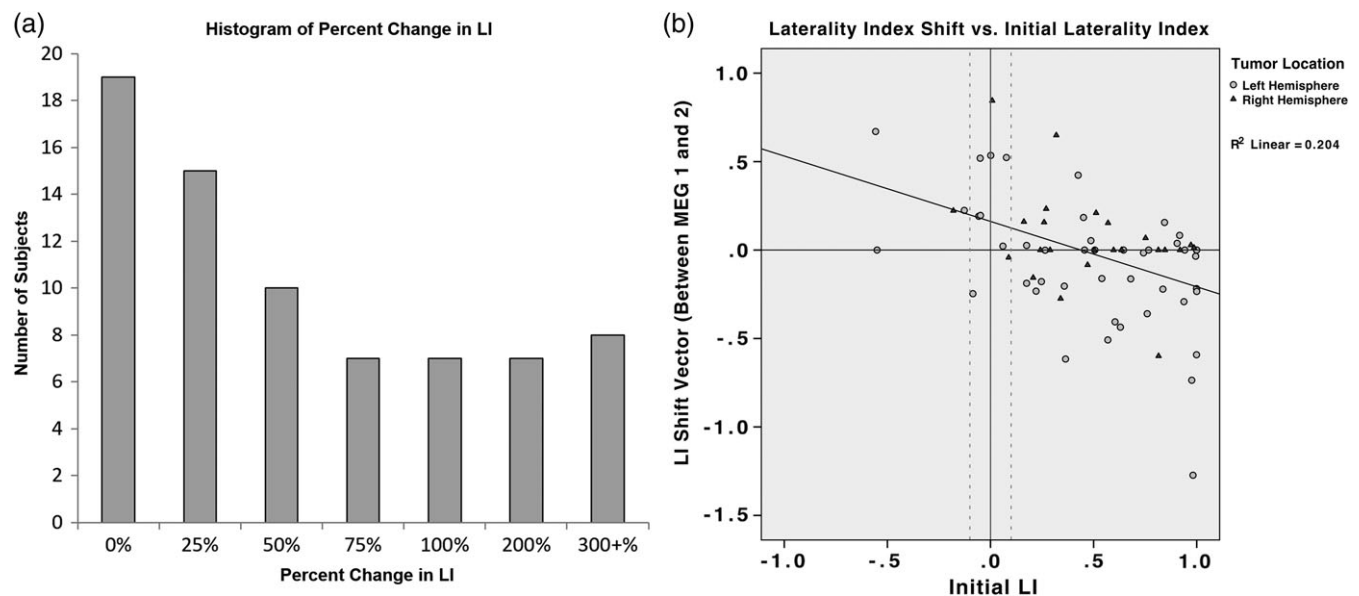 (a)
Histogram of Percent Change in LI
20
18
16
14
12
10
8
6
4
2
0
Number of Subjects
0% 25% 50% 75% 100% 200% 300+%
Percent Change in LI
(b)
Laterality Index Shift vs. Initial Laterality Index
1.0
.5
.0
-.5
-1.0
-1.5
LI Shift Vector (Between MEG 1 and 2)
-1.0 -.5 .0 .5 1.0
Initial LI
Tumor Location
Left Hemisphere
Right Hemisphere
R² Linear = 0.204